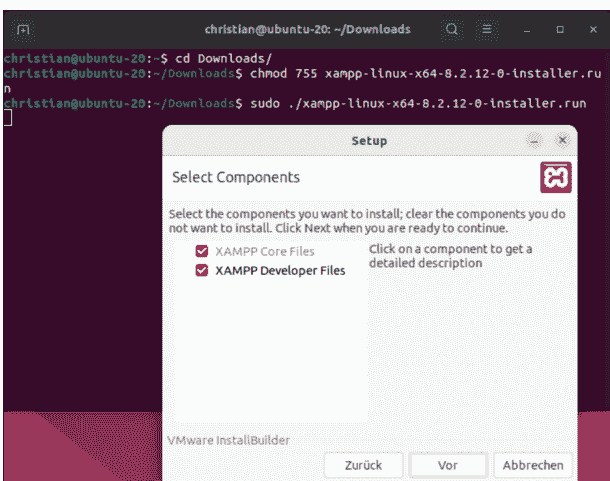 christian@ubuntu-20: ~/Downloads
christian@ubuntu-20:~$ cd Downloads/
christian@ubuntu-20:~/Downloads$ chmod 755 xampp-linux-x64-8.2.12-0-installer.ru
n
christian@ubuntu-20:~/Downloads$ sudo ./xampp-linux-x64-8.2.12-0-installer.run
Setup
Select Components
Select the components you want to install; clear the components you do
not want to install. Click Next when you are ready to continue.
XAMPP Core Files
XAMPP Developer Files
Click on a component to get a
detailed description
VMware InstallBuilder
Zurück
Vor
Abbrechen